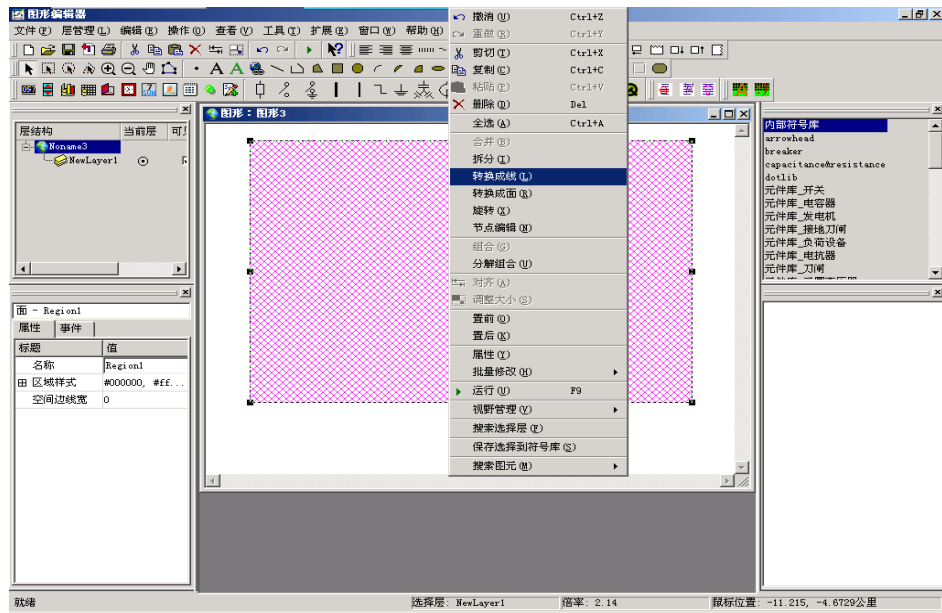 图形编辑器
文件(F) 层管理(L) 编辑(E) 操作(O) 查看(V) 工具(T) 扩展(E) 窗口(W) 帮助(H)
层结构 当前层
Noname3
NewLayer1
面 - Region1
属性 事件
标题 值
名称 Region1
区域样式 #000000, #ff...
空间边线宽 0
图形：图形3
撤消(U) Ctrl+Z
重做(R) Ctrl+Y
剪切(T) Ctrl+X
复制(C) Ctrl+C
粘贴(P) Ctrl+V
删除(D) Del
全选(A) Ctrl+A
合并(B)
拆分(I)
转换成线(L)
转换成面(R)
旋转(X)
节点编辑(N)
组合(G)
分解组合(U)
对齐(A)
调整大小(S)
置前(Q)
置后(K)
属性(Y)
批量修改(H)
运行(U) F9
视野管理(V)
搜索选择层(F)
保存选择到符号库(S)
搜索图元(M)
内部符号库
arrowhead
breaker
capacitance&resistance
dotlib
元件库_开关
元件库_电容器
元件库_发电机
元件库_接地刀闸
元件库_负荷设备
元件库_电抗器
元件库_刀闸
就绪
选择层: NewLayer1
倍率: 2.14
鼠标位置: -11.215, -4.6729公里